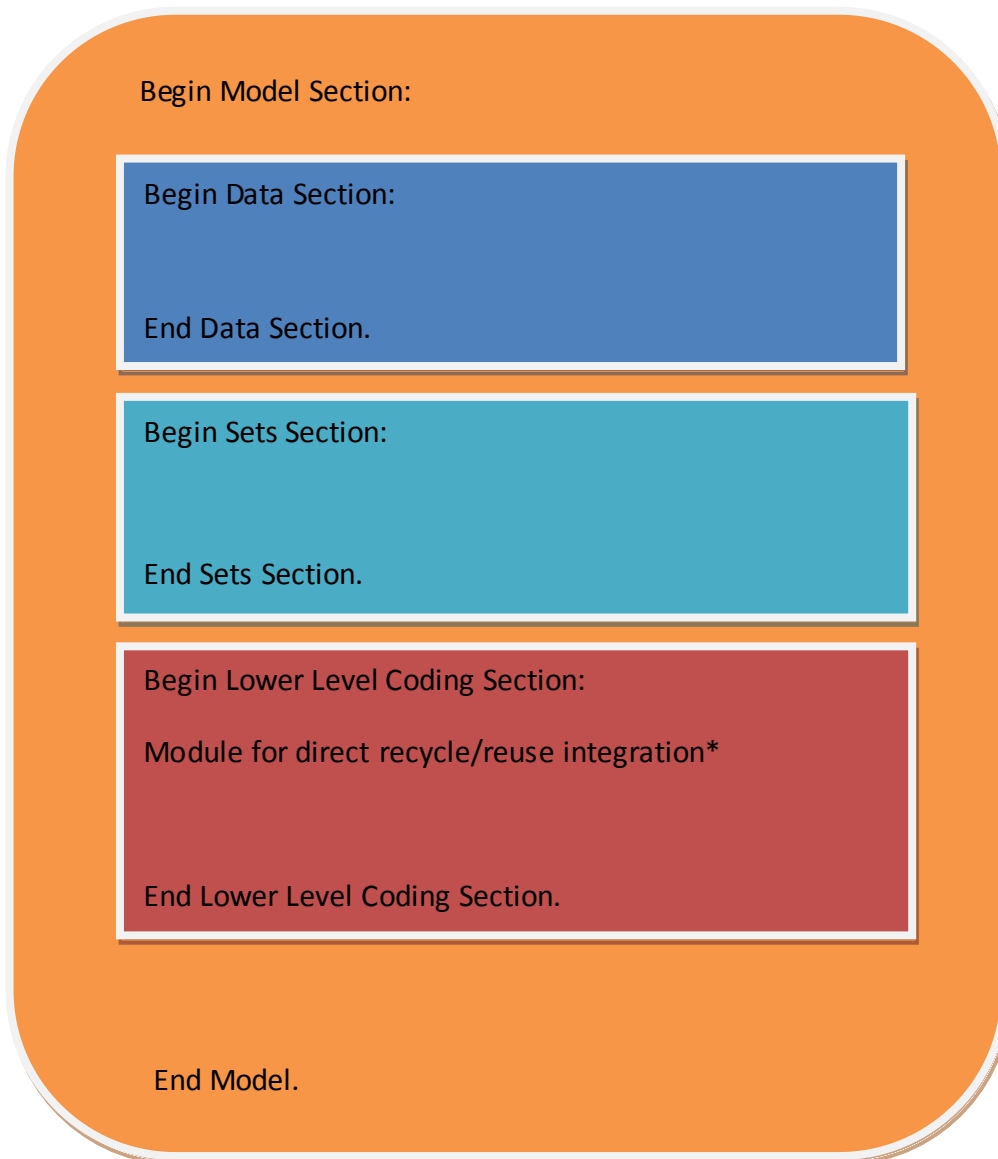 Begin Model Section:
Begin Data Section:
End Data Section.
Begin Sets Section:
End Sets Section.
Begin Lower Level Coding Section:
Module for direct recycle/reuse integration*
End Lower Level Coding Section.
End Model.